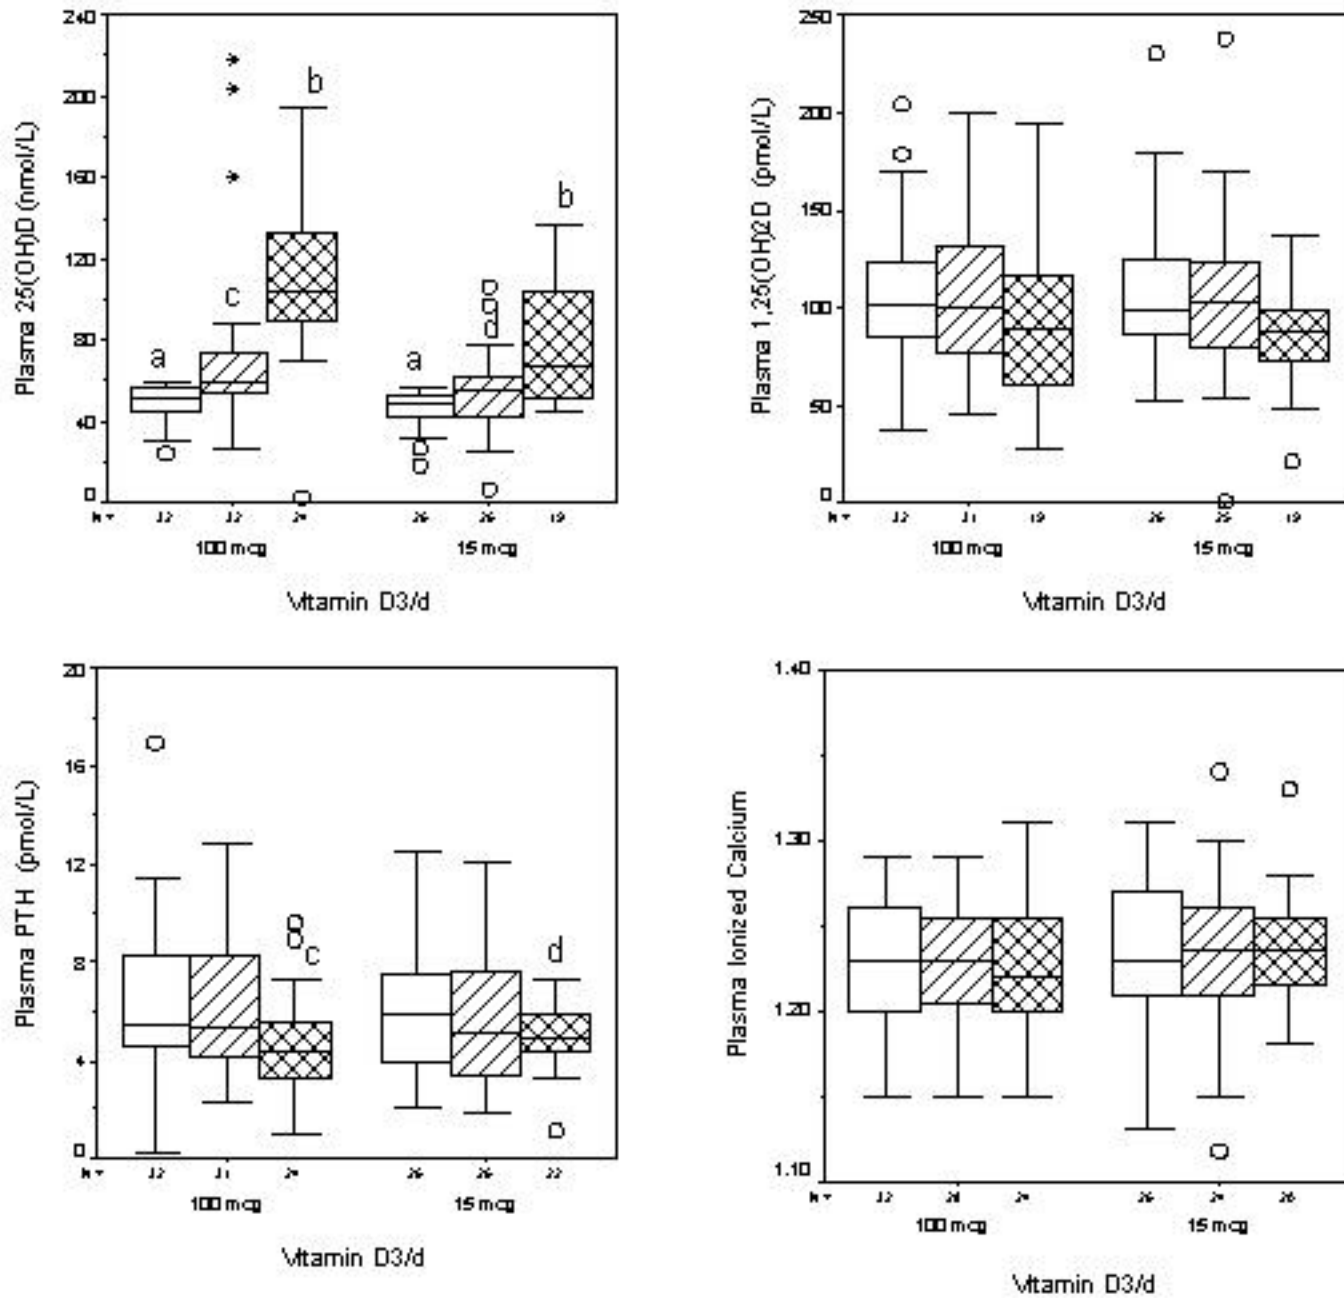 240
200
160
120
80
40
0
Plasma 25(OH)D (nmol/L)
a
c
b
a
b
100 mcg
15 mcg
Vitamin D3/d
250
200
150
100
50
0
Plasma 1,25(OH)2D (pmol/L)
100 mcg
15 mcg
Vitamin D3/d
20
16
12
8
4
0
Plasma PTH (pmol/L)
c
d
100 mcg
15 mcg
Vitamin D3/d
1.40
1.30
1.20
1.10
Plasma Ionized Calcium
100 mcg
15 mcg
Vitamin D3/d